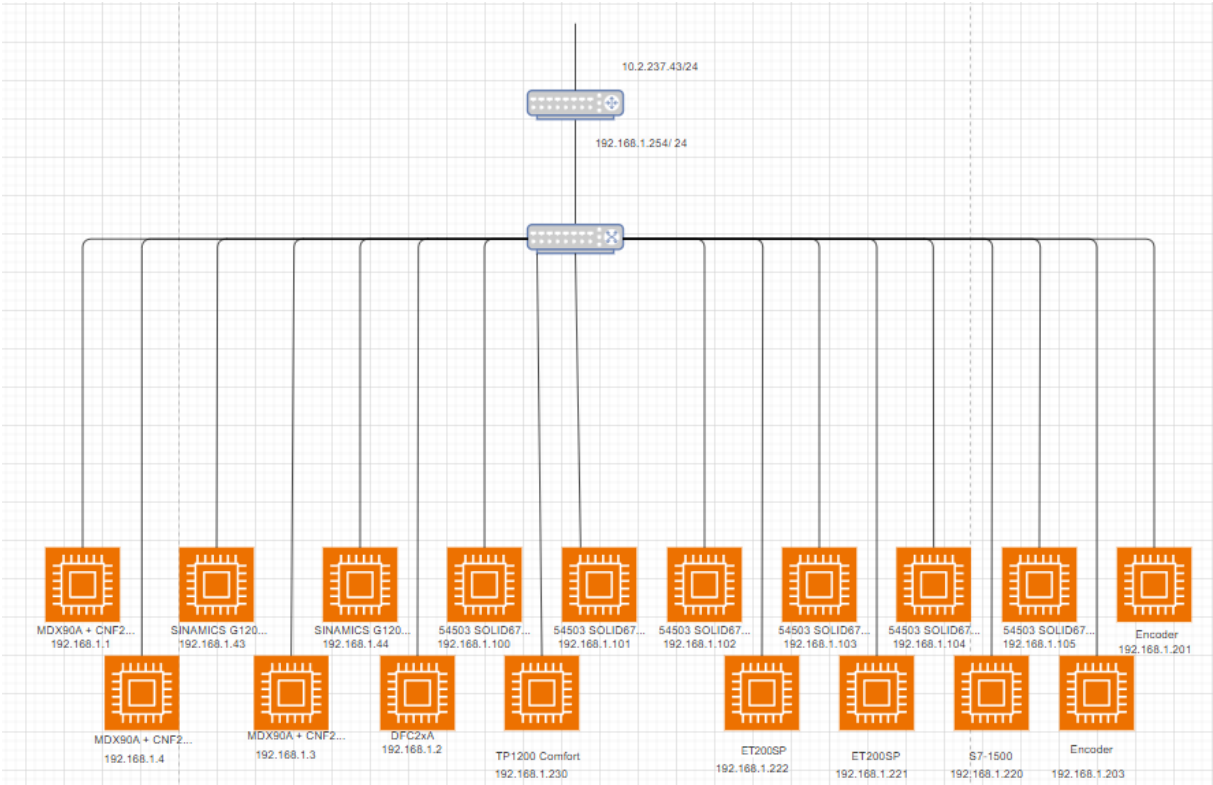 10.2.237.43/24
192.168.1.254/ 24
MDX90A + CNF2...
192.168.1.1
SINAMICS G120...
192.168.1.43
SINAMICS G120...
192.168.1.44
54503 SOLID67...
192.168.1.100
54503 SOLID67...
192.168.1.101
54503 SOLID67...
192.168.1.102
54503 SOLID67...
192.168.1.103
54503 SOLID67...
192.168.1.104
54503 SOLID67...
192.168.1.105
Encoder
192.168.1.201
MDX90A + CNF2...
192.168.1.4
MDX90A + CNF2...
192.168.1.3
DFC2xA
192.168.1.2
TP1200 Comfort
192.168.1.230
ET200SP
192.168.1.222
ET200SP
192.168.1.221
S7-1500
192.168.1.220
Encoder
192.168.1.203